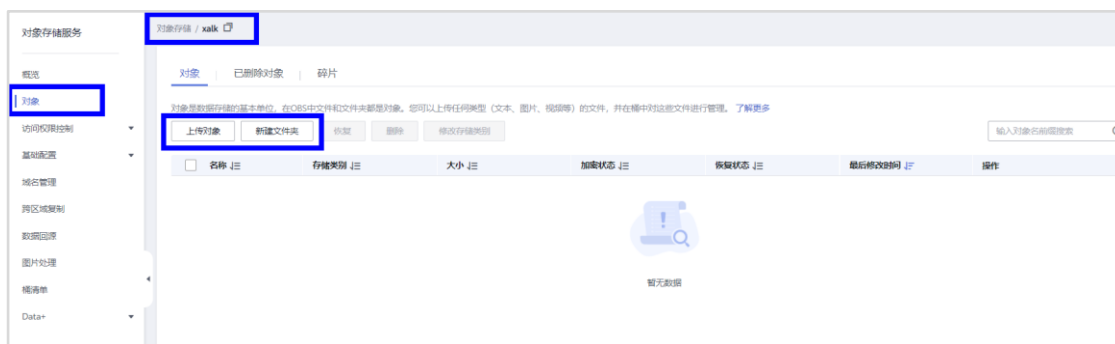 对象存储服务
对象存储 / xalk
概览
对象
访问权限控制
基础配置
域名管理
跨区域复制
数据回源
图片处理
桶清单
Data+
对象 | 已删除对象 | 碎片
对象是数据存储的基本单位，在OBS中文件和文件夹都是对象。您可以上传任何类型（文本、图片、视频等）的文件，并在桶中对这些文件进行管理。 了解更多
上传对象 新建文件夹 恢复 删除 修改存储类别 输入对象名前缀搜索
名称 存储类别 大小 加密状态 恢复状态 最后修改时间 操作
暂无数据